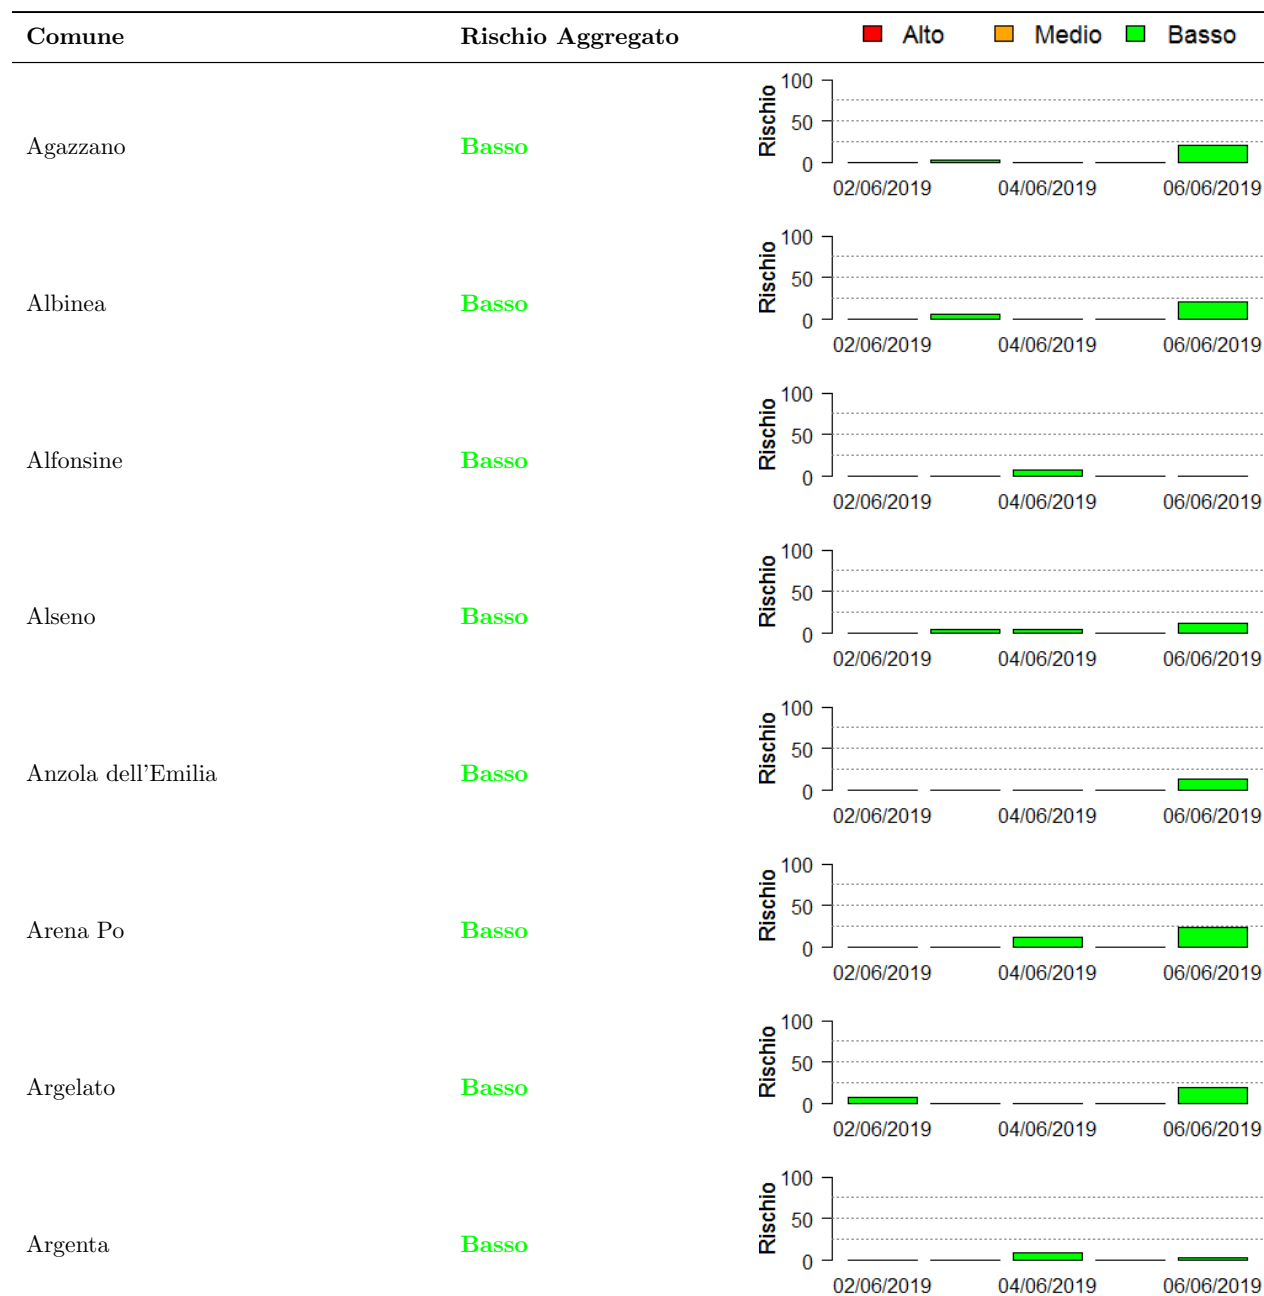 Comune Rischio Aggregato Alto Medio Basso
Agazzano Basso Rischio 100 50 0
02/06/2019 04/06/2019 06/06/2019
Albinea Basso Rischio 100 50 0
02/06/2019 04/06/2019 06/06/2019
Alfonsine Basso Rischio 100 50 0
02/06/2019 04/06/2019 06/06/2019
Alseno Basso Rischio 100 50 0
02/06/2019 04/06/2019 06/06/2019
Anzola dell'Emilia Basso Rischio 100 50 0
02/06/2019 04/06/2019 06/06/2019
Arena Po Basso Rischio 100 50 0
02/06/2019 04/06/2019 06/06/2019
Argelato Basso Rischio 100 50 0
02/06/2019 04/06/2019 06/06/2019
Argenta Basso Rischio 100 50 0
02/06/2019 04/06/2019 06/06/2019